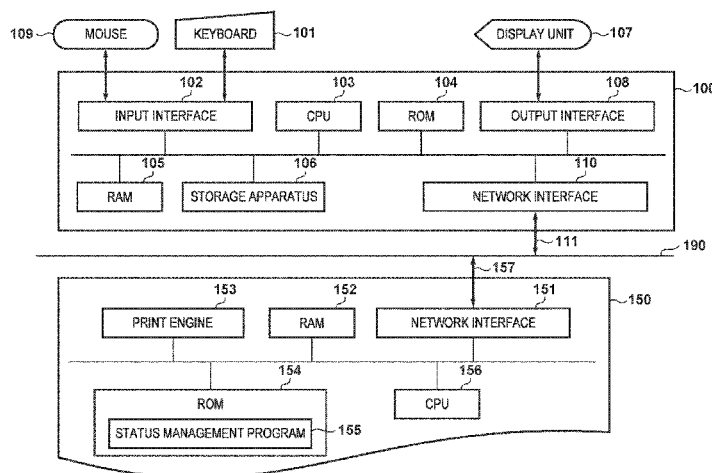 109 MOUSE KEYBOARD 101 DISPLAY UNIT 107
102 103 104 108 100
INPUT INTERFACE CPU ROM OUTPUT INTERFACE
105 106 110
RAM STORAGE APPARATUS NETWORK INTERFACE
111 190
157
153 152 151 150
PRINT ENGINE RAM NETWORK INTERFACE
154 156
ROM CPU
STATUS MANAGEMENT PROGRAM 155